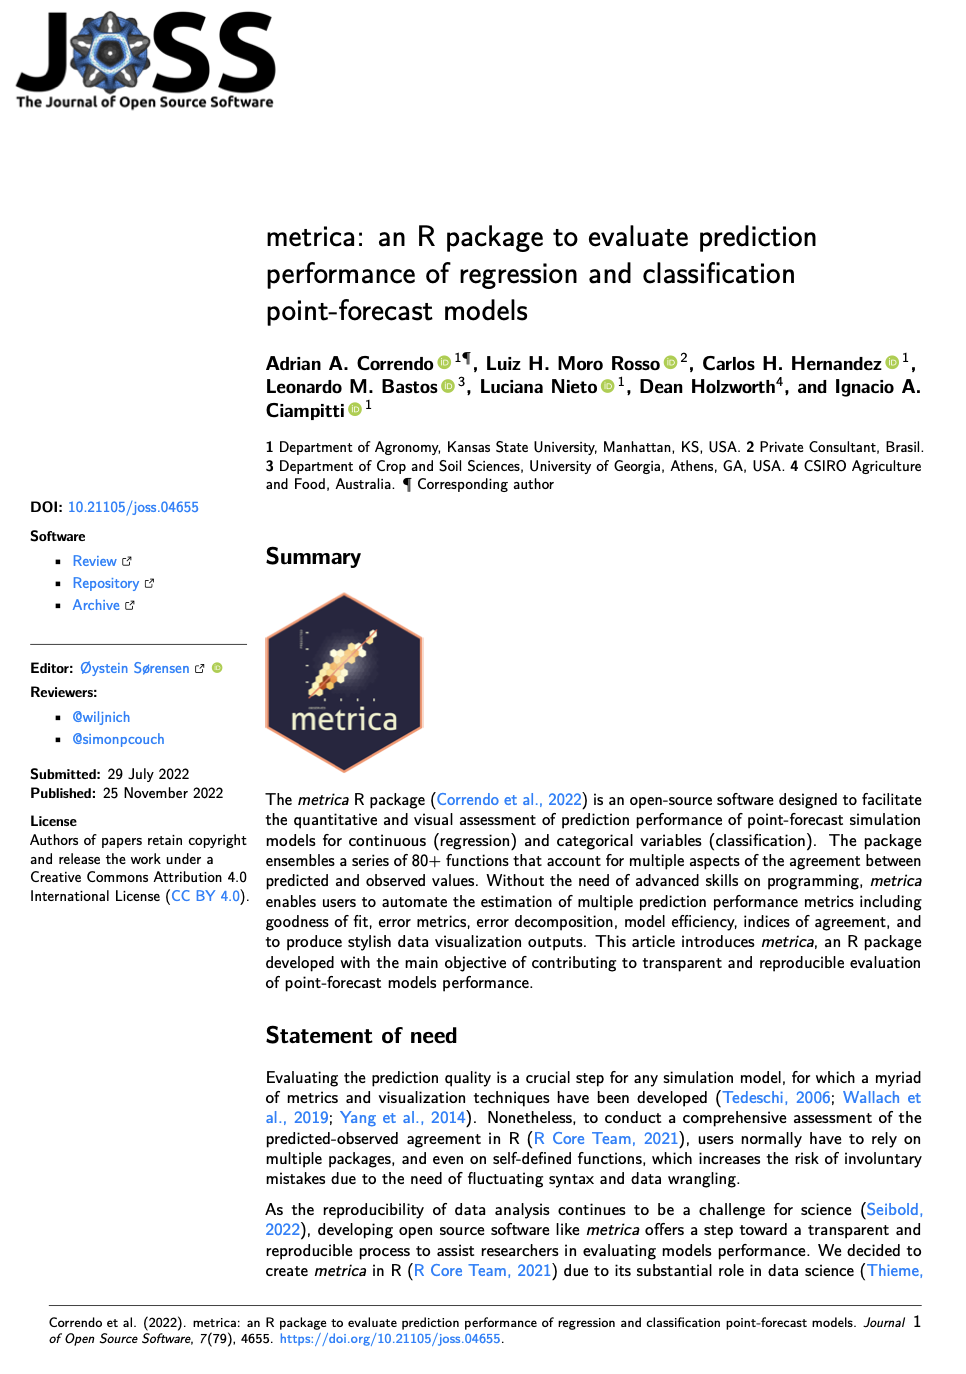 JOSS
The Journal of Open Source Software
metrica: an R package to evaluate prediction
performance of regression and classification
point-forecast models
Adrian A. Correndo iD 1¶, Luiz H. Moro Rosso iD 2, Carlos H. Hernandez iD 1,
Leonardo M. Bastos iD 3, Luciana Nieto iD 1, Dean Holzworth4, and Ignacio A.
Ciampitti iD 1
1 Department of Agronomy, Kansas State University, Manhattan, KS, USA. 2 Private Consultant, Brasil.
3 Department of Crop and Soil Sciences, University of Georgia, Athens, GA, USA. 4 CSIRO Agriculture
and Food, Australia. ¶ Corresponding author
DOI: 10.21105/joss.04655
Software
▪ Review
▪ Repository
▪ Archive
Editor: Øystein Sørensen iD
Reviewers:
▪ @wiljnich
▪ @simonpcouch
Submitted: 29 July 2022
Published: 25 November 2022
License
Authors of papers retain copyright
and release the work under a
Creative Commons Attribution 4.0
International License (CC BY 4.0).
Summary
metrica
The metrica R package (Correndo et al., 2022) is an open-source software designed to facilitate
the quantitative and visual assessment of prediction performance of point-forecast simulation
models for continuous (regression) and categorical variables (classification). The package
ensembles a series of 80+ functions that account for multiple aspects of the agreement between
predicted and observed values. Without the need of advanced skills on programming, metrica
enables users to automate the estimation of multiple prediction performance metrics including
goodness of fit, error metrics, error decomposition, model efficiency, indices of agreement, and
to produce stylish data visualization outputs. This article introduces metrica, an R package
developed with the main objective of contributing to transparent and reproducible evaluation
of point-forecast models performance.
Statement of need
Evaluating the prediction quality is a crucial step for any simulation model, for which a myriad
of metrics and visualization techniques have been developed (Tedeschi, 2006; Wallach et
al., 2019; Yang et al., 2014). Nonetheless, to conduct a comprehensive assessment of the
predicted-observed agreement in R (R Core Team, 2021), users normally have to rely on
multiple packages, and even on self-defined functions, which increases the risk of involuntary
mistakes due to the need of fluctuating syntax and data wrangling.
As the reproducibility of data analysis continues to be a challenge for science (Seibold,
2022), developing open source software like metrica offers a step toward a transparent and
reproducible process to assist researchers in evaluating models performance. We decided to
create metrica in R (R Core Team, 2021) due to its substantial role in data science (Thieme,
Correndo et al. (2022). metrica: an R package to evaluate prediction performance of regression and classification point-forecast models. Journal 1
of Open Source Software, 7(79), 4655. https://doi.org/10.21105/joss.04655.